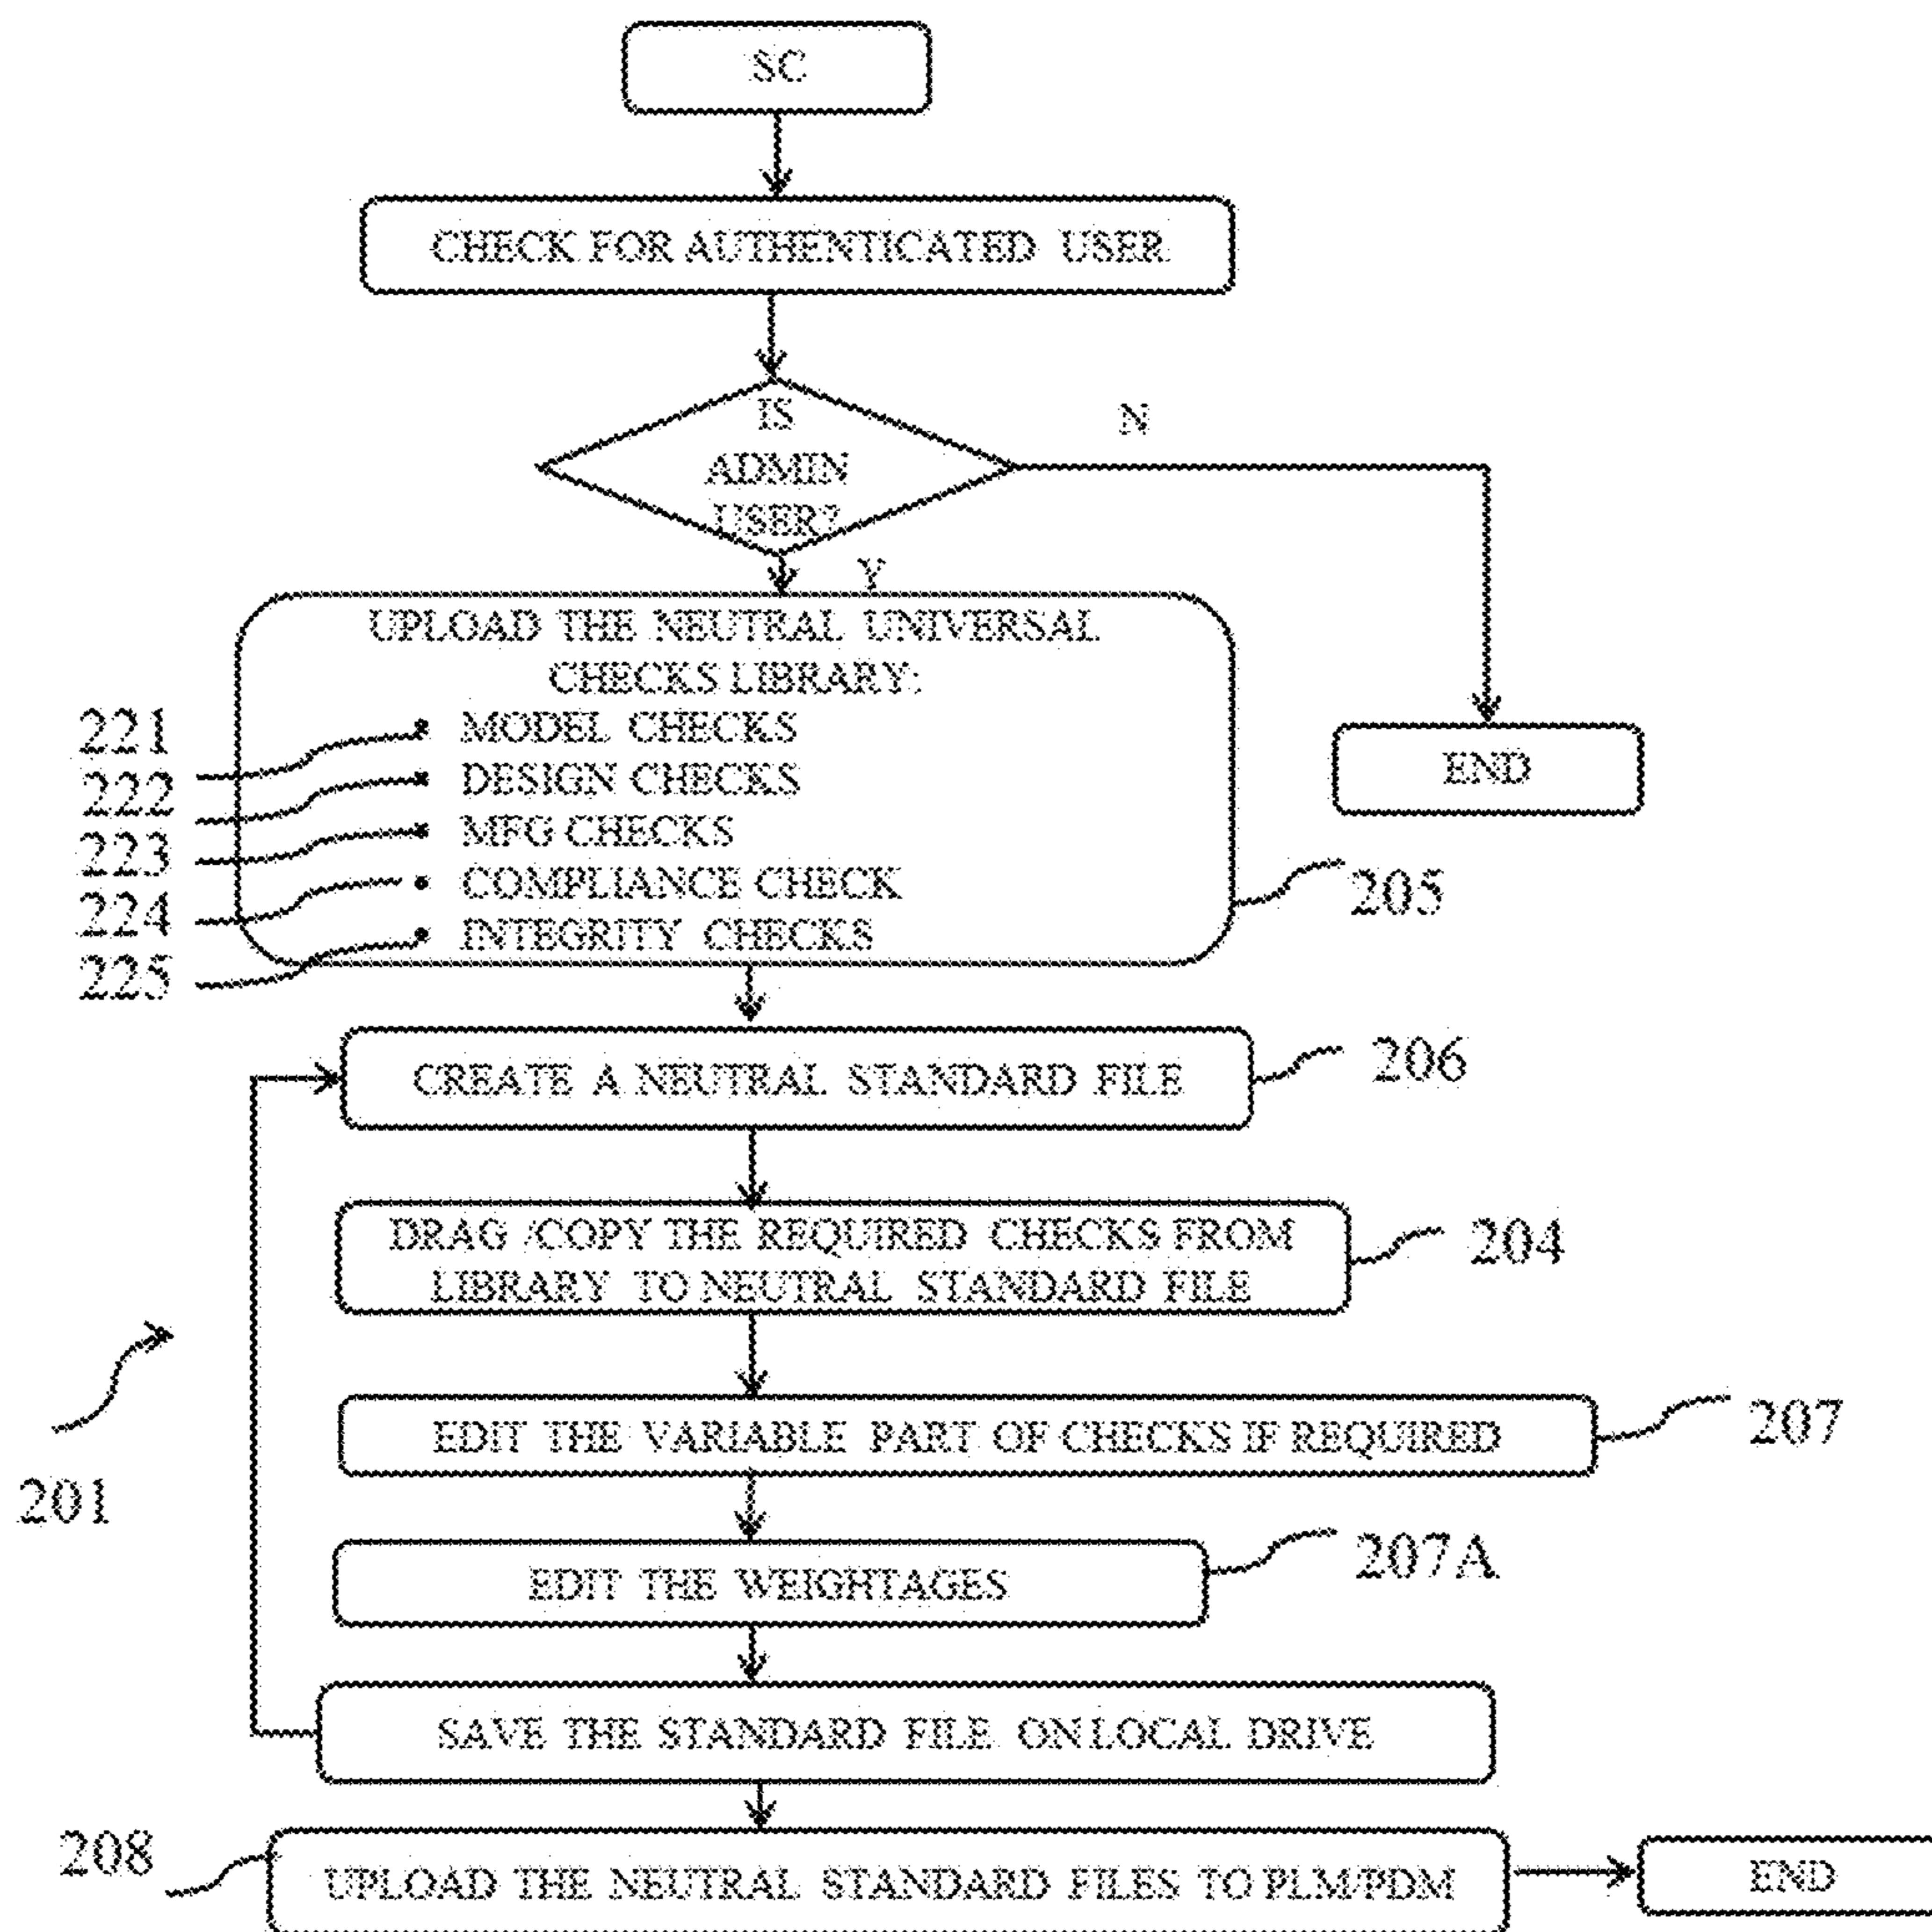 SC
CHECK FOR AUTHENTICATED USER
IS
ADMIN
USER?
N
Y
UPLOAD THE NEUTRAL UNIVERSAL
CHECKS LIBRARY:
221
• MODEL CHECKS
222
• DESIGN CHECKS
223
• MFG CHECKS
224
• COMPLIANCE CHECK
225
• INTEGRITY CHECKS
END
205
CREATE A NEUTRAL STANDARD FILE
206
DRAG /COPY THE REQUIRED CHECKS FROM
LIBRARY TO NEUTRAL STANDARD FILE
204
EDIT THE VARIABLE PART OF CHECKS IF REQUIRED
207
201
EDIT THE WEIGHTAGES
207A
SAVE THE STANDARD FILE ON LOCAL DRIVE
208
UPLOAD THE NEUTRAL STANDARD FILES TO PLM/PDM
END